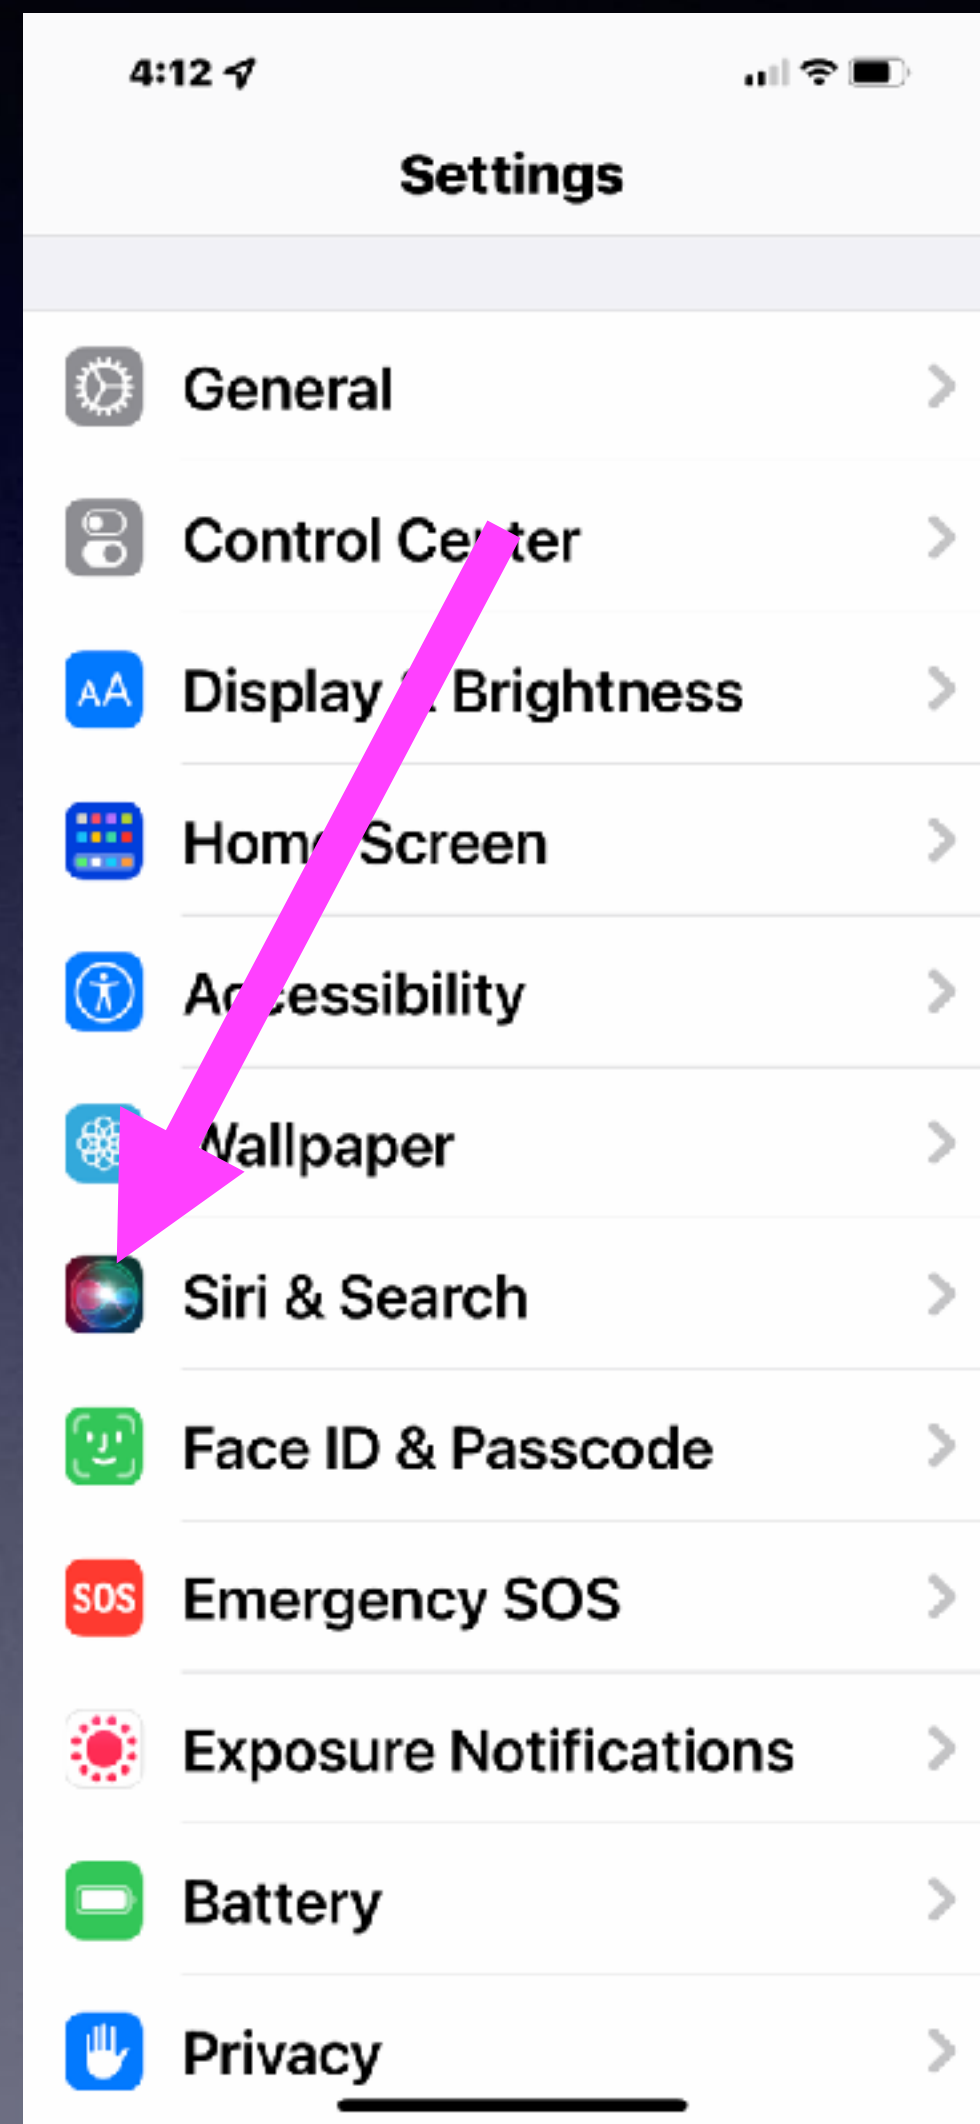 4:12
Settings
General
Control Center
AA
Display & Brightness
Home Screen
Accessibility
Wallpaper
Siri & Search
Face ID & Passcode
SOS
Emergency SOS
Exposure Notifications
Battery
Privacy